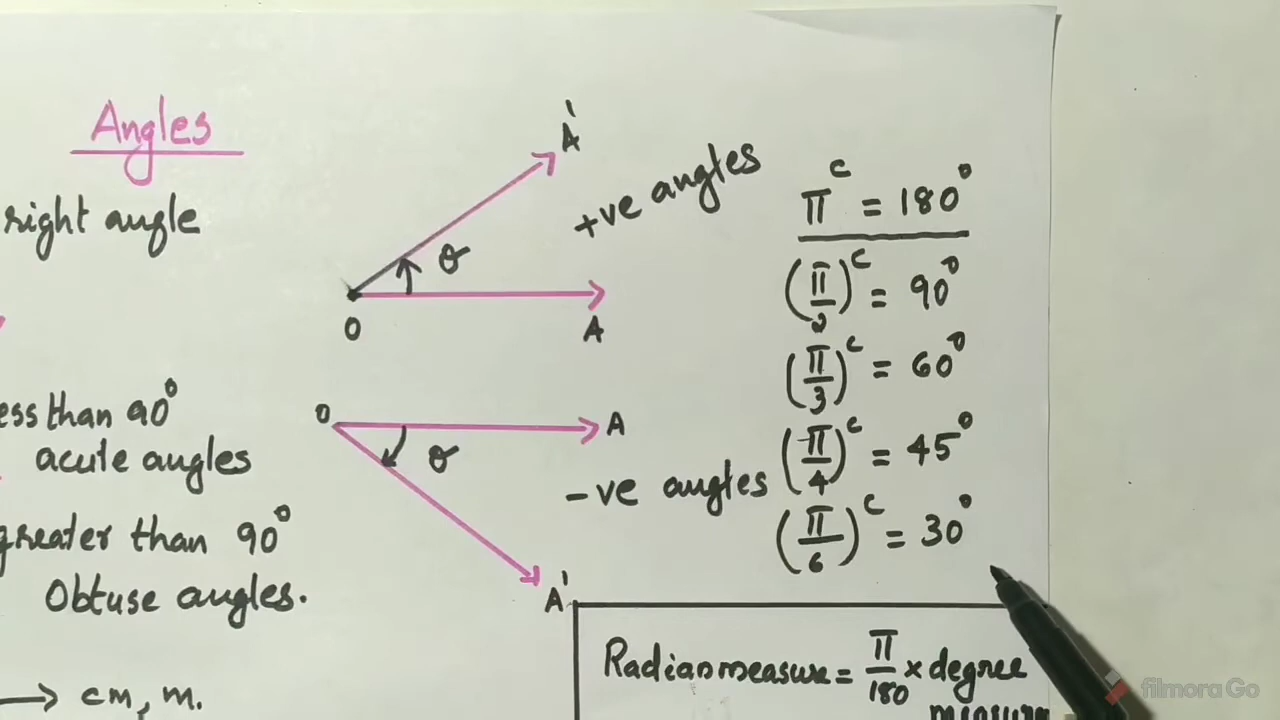 Angles
right angle
ess than 90°
acute angles
greater than 90°
Obtuse angles.
→ cm, m.
A'
θ
O
A
+ve angles
O
A
θ
-ve angles
A'
π^c = 180°
(π/2)^c = 90°
(π/3)^c = 60°
(π/4)^c = 45°
(π/6)^c = 30°
Radian measure = π/180 × degree
measure
filmora Go